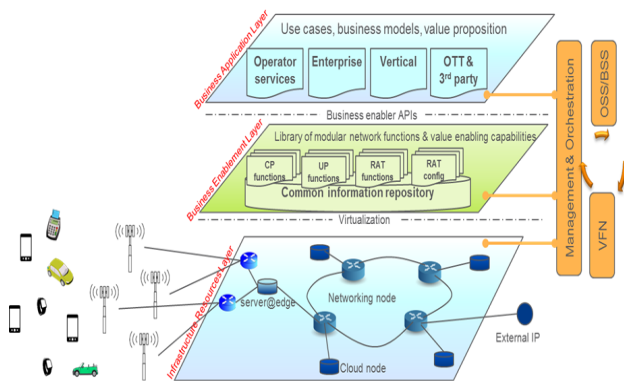 Use cases, business models, value proposition
Business Application Layer
Operator
services
Enterprise
Vertical
OTT &
3rd party
Business enabler APIs
Business Enablement Layer
Library of modular network functions & value enabling capabilities
CP
functions
UP
functions
RAT
functions
RAT
config
Common information repository
Virtualization
Infrastructure Resources Layer
server@edge
Networking node
Cloud node
External IP
Management & Orchestration
OSS/BSS
VFN